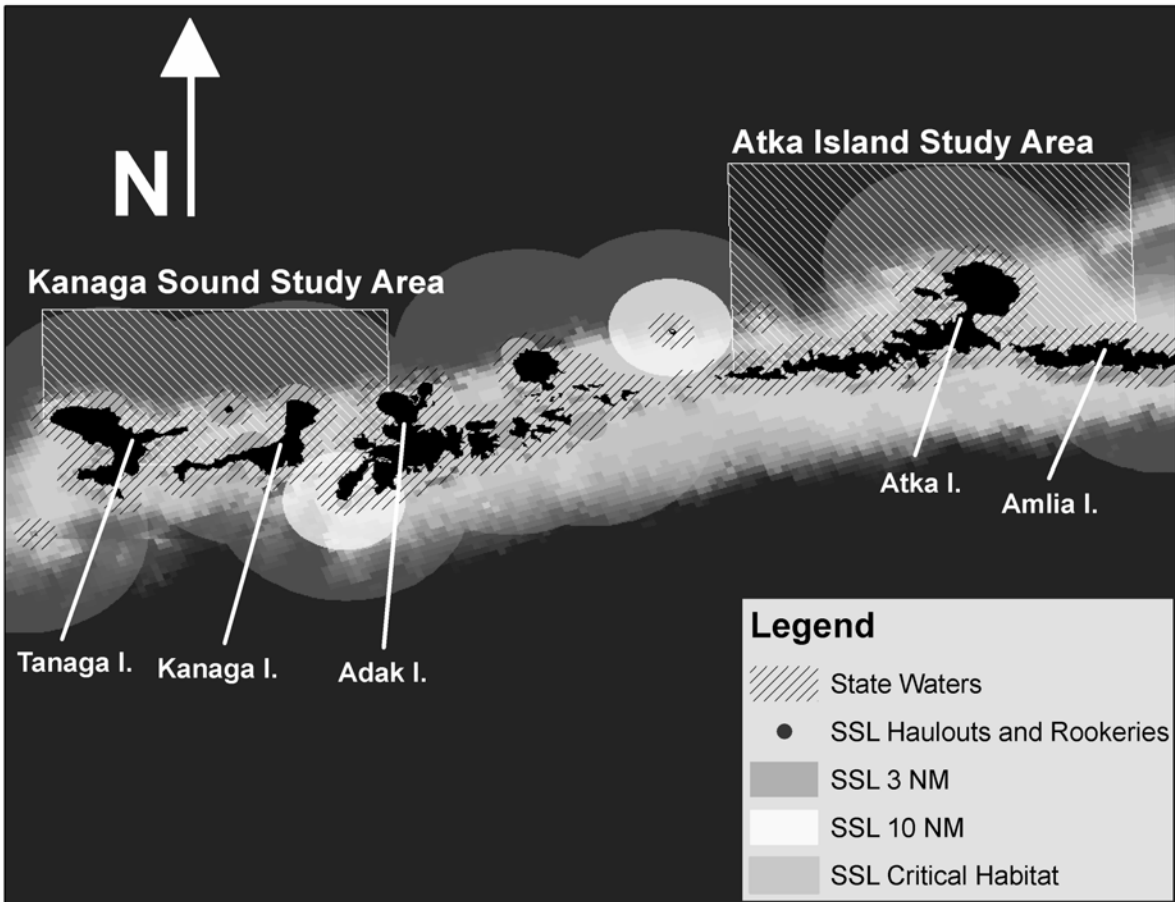 N
Atka Island Study Area
Kanaga Sound Study Area
Atka I.
Amlia I.
Tanaga I.
Kanaga I.
Adak I.
Legend
State Waters
SSL Haulouts and Rookeries
SSL 3 NM
SSL 10 NM
SSL Critical Habitat